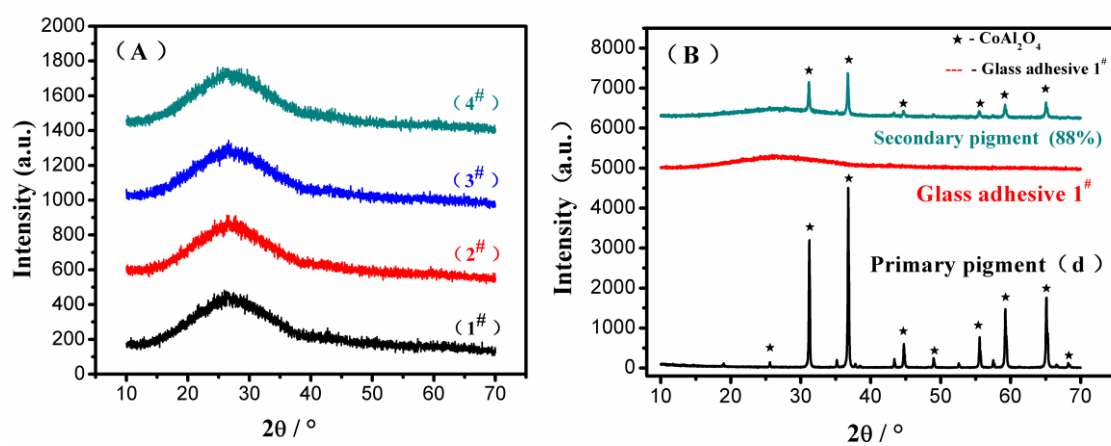 (A)
2000
1800
1600
1400
1200
1000
800
600
400
200
0
Intensity (a.u.)
(4#)
(3#)
(2#)
(1#)
10 20 30 40 50 60 70
2θ / °
(B)
★ - CoAl₂O₄
--- - Glass adhesive 1#
8000
7000
6000
5000
4000
3000
2000
1000
0
Intensity (a.u.)
Secondary pigment (88%)
Glass adhesive 1#
Primary pigment (d)
10 20 30 40 50 60 70
2θ / °